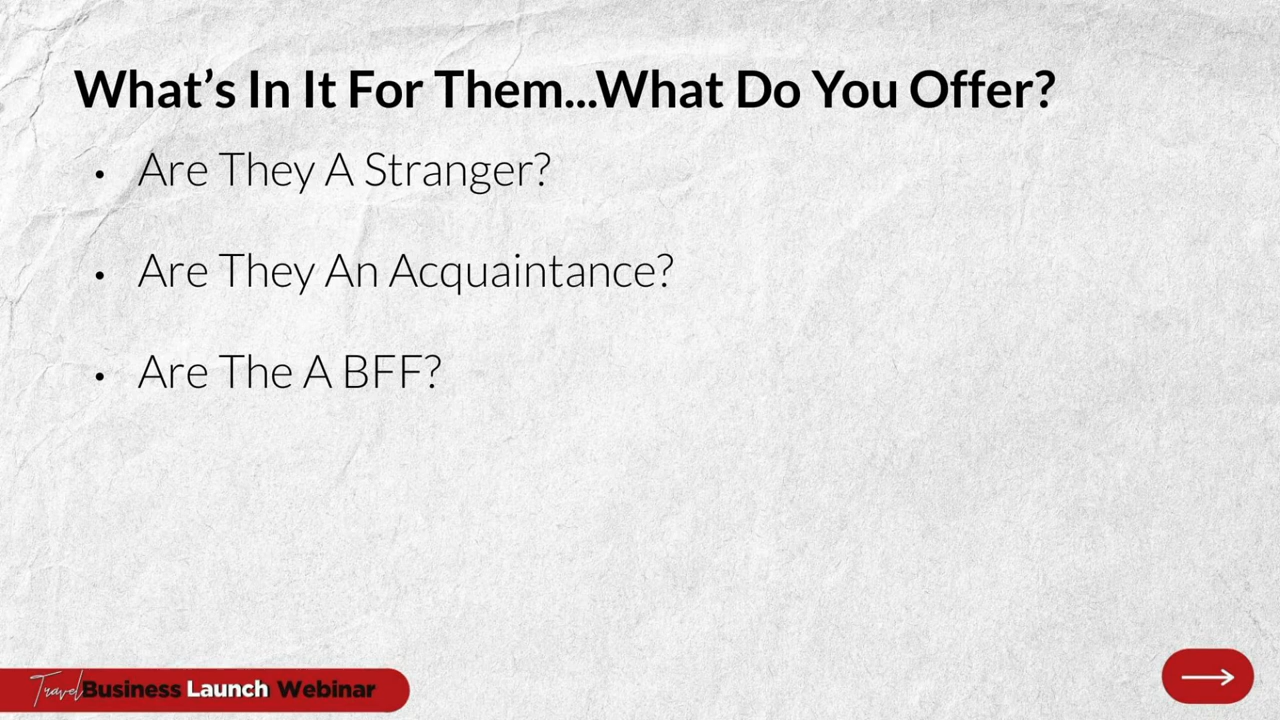 What’s In It For Them...What Do You Offer?
• Are They A Stranger?
• Are They An Acquaintance?
• Are The A BFF?
Travel Business Launch Webinar